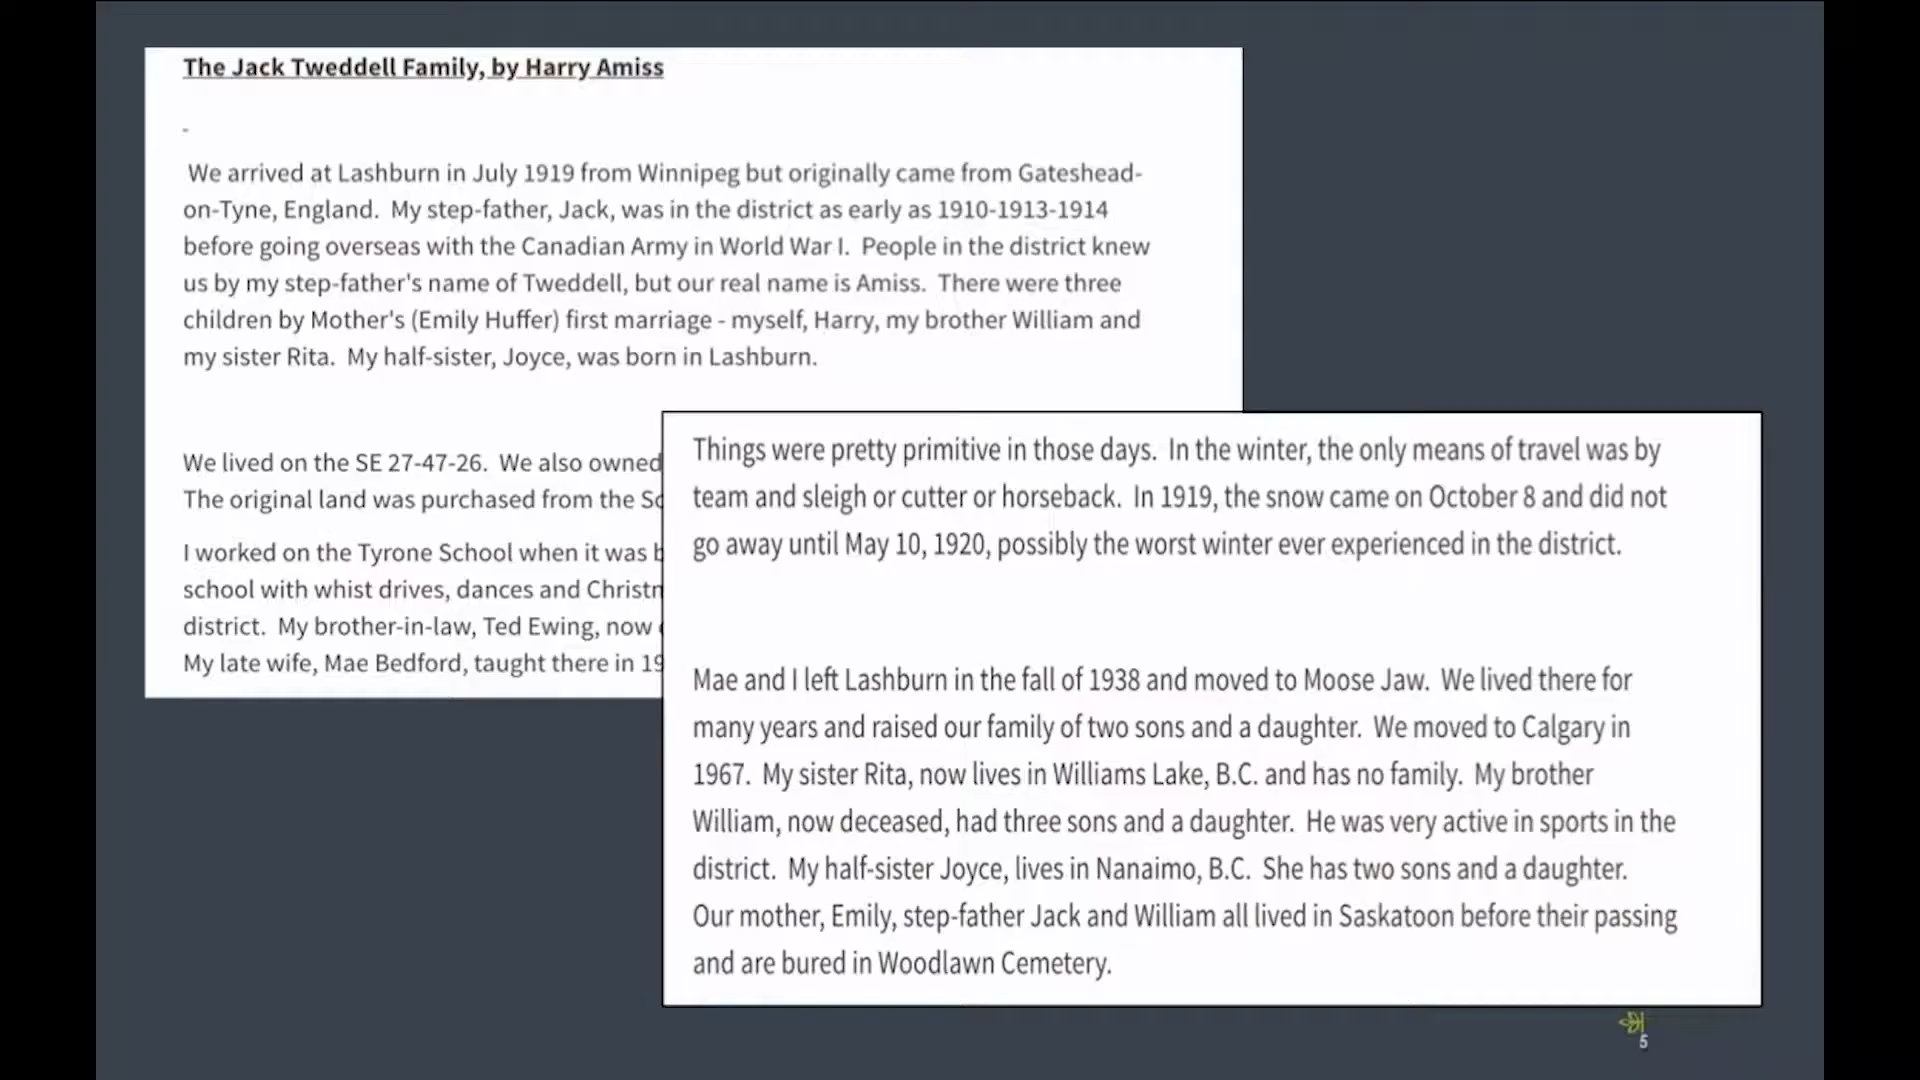 The Jack Tweddell Family, by Harry Amiss
-
We arrived at Lashburn in July 1919 from Winnipeg but originally came from Gateshead-
on-Tyne, England. My step-father, Jack, was in the district as early as 1910-1913-1914
before going overseas with the Canadian Army in World War I. People in the district knew
us by my step-father's name of Tweddell, but our real name is Amiss. There were three
children by Mother's (Emily Huffer) first marriage - myself, Harry, my brother William and
my sister Rita. My half-sister, Joyce, was born in Lashburn.
We lived on the SE 27-47-26. We also owned
The original land was purchased from the
I worked on the Tyrone School when it was
school with whist drives, dances and
district. My brother-in-law, Ted Ewing, now
My late wife, Mae Bedford, taught there in 19
Things were pretty primitive in those days. In the winter, the only means of travel was by
team and sleigh or cutter or horseback. In 1919, the snow came on October 8 and did not
go away until May 10, 1920, possibly the worst winter ever experienced in the district.
Mae and I left Lashburn in the fall of 1938 and moved to Moose Jaw. We lived there for
many years and raised our family of two sons and a daughter. We moved to Calgary in
1967. My sister Rita, now lives in Williams Lake, B.C. and has no family. My brother
William, now deceased, had three sons and a daughter. He was very active in sports in the
district. My half-sister Joyce, lives in Nanaimo, B.C. She has two sons and a daughter.
Our mother, Emily, step-father Jack and William all lived in Saskatoon before their passing
and are bured in Woodlawn Cemetery.
5